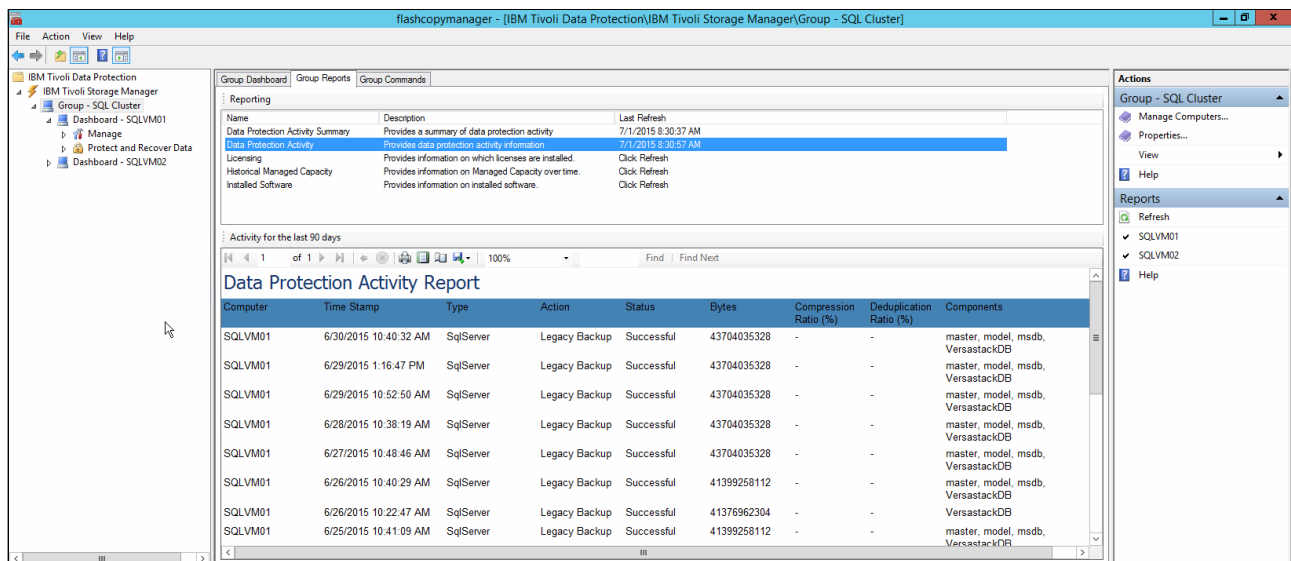 flashcopymanager - [IBM Tivoli Data Protection\IBM Tivoli Storage Manager\Group - SQL Cluster]
File Action View Help
IBM Tivoli Data Protection
IBM Tivoli Storage Manager
Group - SQL Cluster
Dashboard - SQLVM01
Manage
Protect and Recover Data
Dashboard - SQLVM02
Group Dashboard Group Reports Group Commands
Reporting
Name Description Last Refresh
Data Protection Activity Summary Provides a summary of data protection activity 7/1/2015 8:30:37 AM
Data Protection Activity Provides data protection activity information 7/1/2015 8:30:57 AM
Licensing Provides information on which licenses are installed. Click Refresh
Historical Managed Capacity Provides information on Managed Capacity over time. Click Refresh
Installed Software Provides information on installed software. Click Refresh
Activity for the last 90 days
1 of 1 100% Find | Find Next
Data Protection Activity Report
Computer Time Stamp Type Action Status Bytes Compression Deduplication Components
Ratio (%) Ratio (%)
SQLVM01 6/30/2015 10:40:32 AM SqlServer Legacy Backup Successful 43704035328 - - master, model, msdb,
VersastackDB
SQLVM01 6/29/2015 1:16:47 PM SqlServer Legacy Backup Successful 43704035328 - - master, model, msdb,
VersastackDB
SQLVM01 6/29/2015 10:52:50 AM SqlServer Legacy Backup Successful 43704035328 - - master, model, msdb,
VersastackDB
SQLVM01 6/28/2015 10:38:19 AM SqlServer Legacy Backup Successful 43704035328 - - master, model, msdb,
VersastackDB
SQLVM01 6/27/2015 10:48:46 AM SqlServer Legacy Backup Successful 43704035328 - - master, model, msdb,
VersastackDB
SQLVM01 6/26/2015 10:40:29 AM SqlServer Legacy Backup Successful 41399258112 - - master, model, msdb,
VersastackDB
SQLVM01 6/26/2015 10:22:47 AM SqlServer Legacy Backup Successful 41376962304 - - VersastackDB
SQLVM01 6/25/2015 10:41:09 AM SqlServer Legacy Backup Successful 41399258112 - - master, model, msdb,
VersastackDB
Actions
Group - SQL Cluster
Manage Computers...
Properties...
View
Help
Reports
Refresh
SQLVM01
SQLVM02
Help